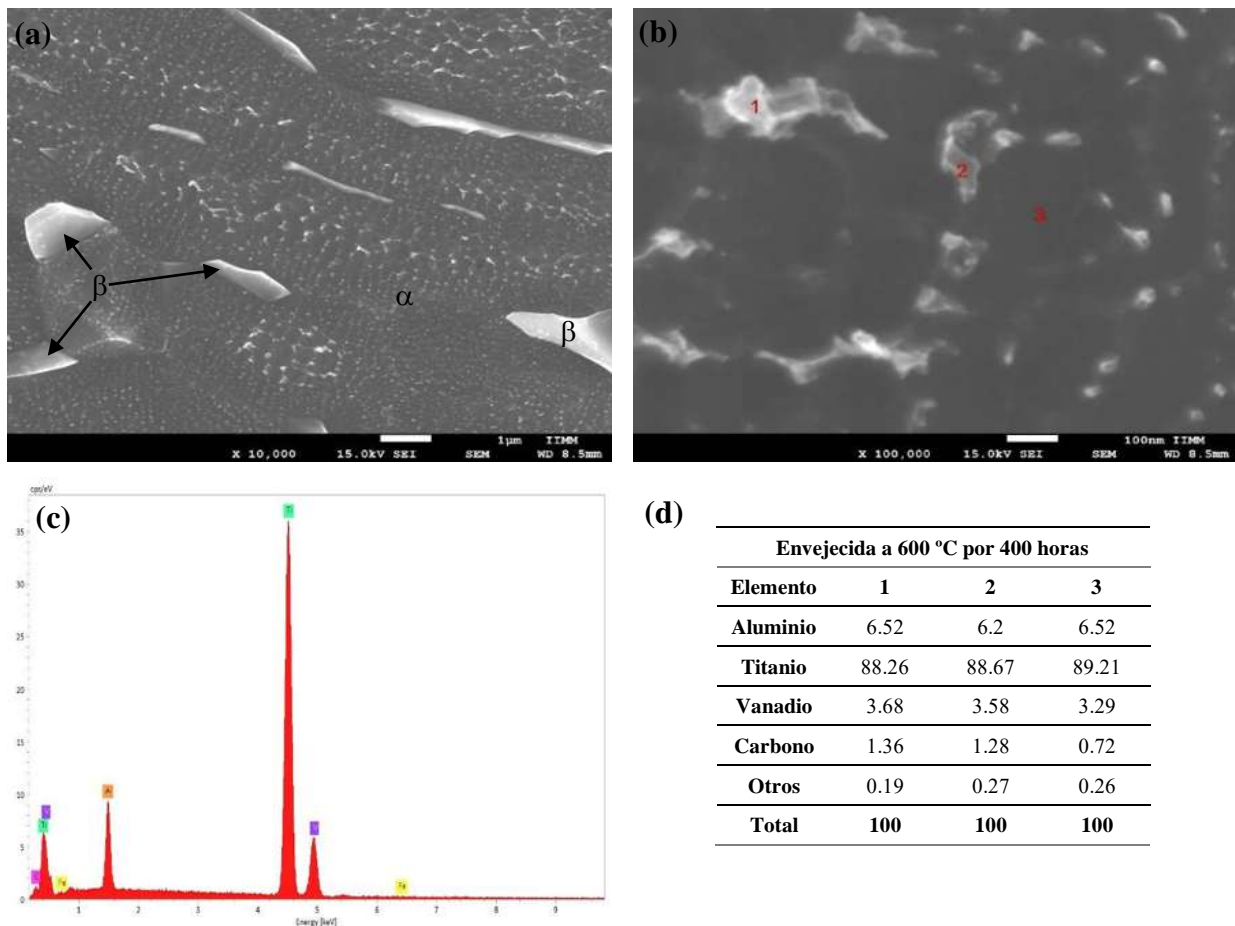 (a)
β
α
β
1µm IIMM
X 10,000 15.0kV SEI SEM WD 8.5mm
(b)
1
2
3
100nm IIMM
X 100,000 15.0kV SEI SEM WD 8.5mm
(c)
cps/eV
Ti
35
30
25
20
15
10
5
0
Al
V
Ti
V
C
Fe
Fe
1 2 3 4 5 6 7 8 9
Energy [keV]
(d)
Envejecida a 600 ºC por 400 horas
Elemento 1 2 3
Aluminio 6.52 6.2 6.52
Titanio 88.26 88.67 89.21
Vanadio 3.68 3.58 3.29
Carbono 1.36 1.28 0.72
Otros 0.19 0.27 0.26
Total 100 100 100